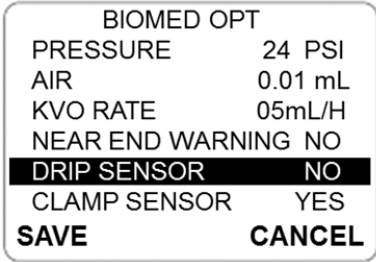 BIOMED OPT
PRESSURE 24 PSI
AIR 0.01 mL
KVO RATE 05mL/H
NEAR END WARNING NO
DRIP SENSOR NO
CLAMP SENSOR YES
SAVE CANCEL